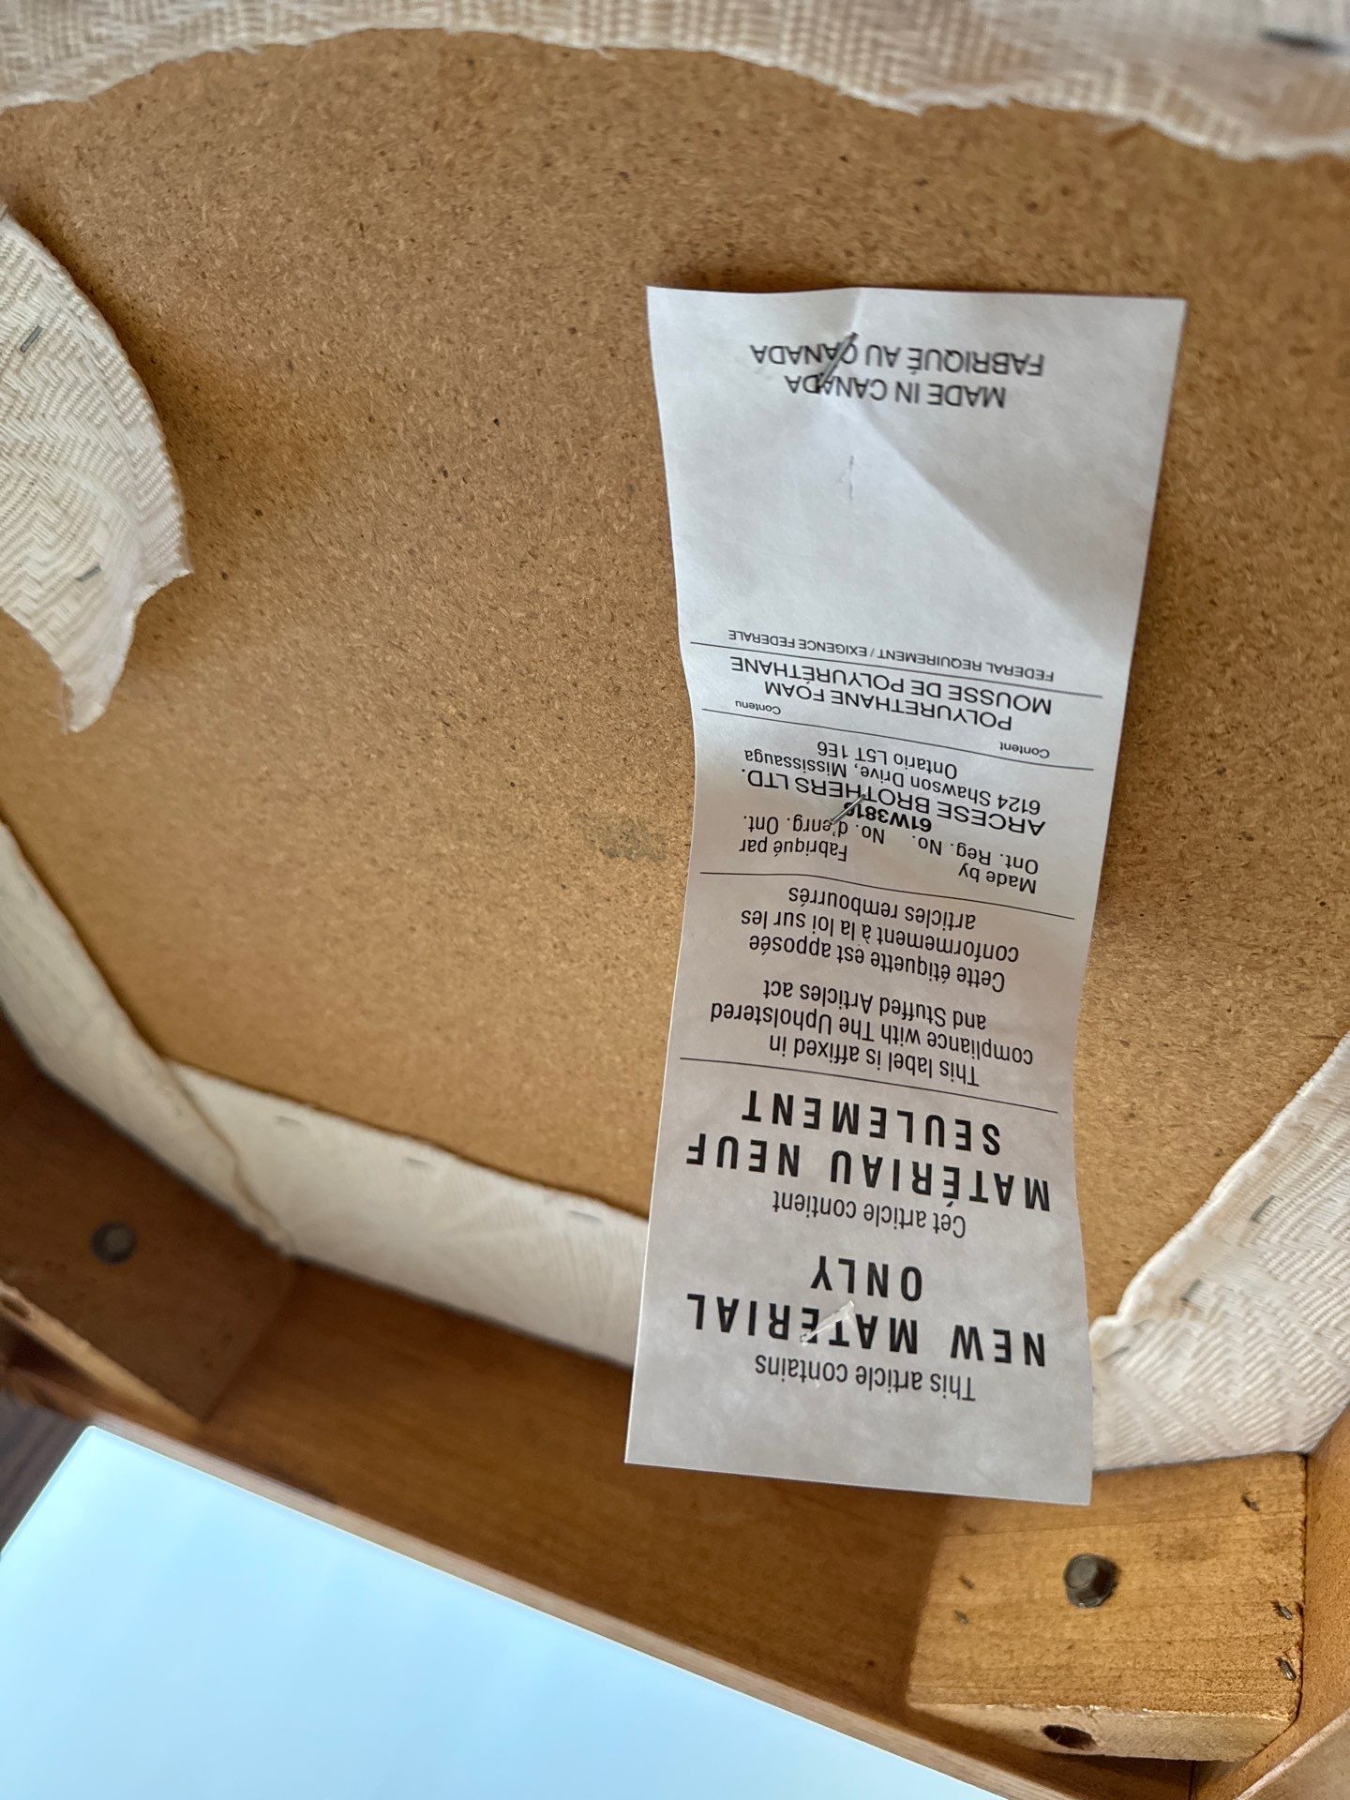 This article contains
NEW MATERIAL
ONLY
Cet article contient
MATÉRIAU NEUF
SEULEMENT
This label is affixed in
compliance with The Upholstered
and Stuffed Articles act
Cette étiquette est apposée
conformement à la loi sur les
articles rembourrés
Made by Fabriqué par
Ont. Reg. No. No. d'enrg. Ont.
ARCESE BROTHERS LTD.
6124 Shawson Drive, Mississauga
Ontario L5T 1E6
Content Contenu
POLYURETHANE FOAM
MOUSSE DE POLYURÉTHANE
FEDERAL REQUIREMENT / EXIGENCE FEDERALE
MADE IN CANADA
FABRIQUÉ AU CANADA